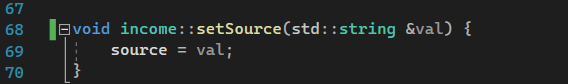 67
68 void income::setSource(std::string &val) {
69 source = val;
70 }